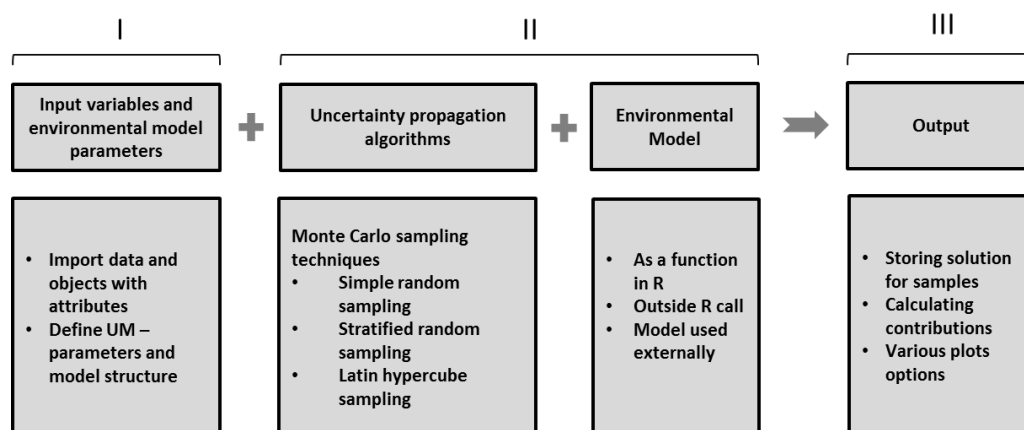 I
II
III
Input variables and
environmental model
parameters
Uncertainty propagation
algorithms
Environmental
Model
Output
• Import data and
objects with
attributes
• Define UM –
parameters and
model structure
Monte Carlo sampling
techniques
• Simple random
sampling
• Stratified random
sampling
• Latin hypercube
sampling
• As a function
in R
• Outside R call
• Model used
externally
• Storing solution
for samples
• Calculating
contributions
• Various plots
options